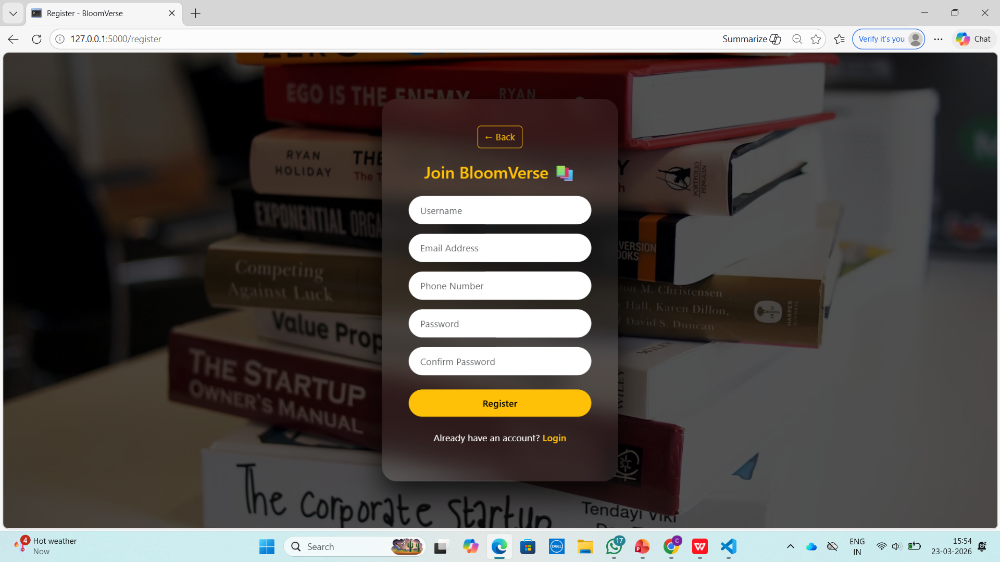 Register - BloomVerse
127.0.0.1:5000/register
Summarize
Verify it's you
Chat
EGO IS THE ENEMY RYAN
← Back
RYAN HOLIDAY
THE
The T
PORTFOLIO PENGUIN
Join BloomVerse
Username
EXPONENTIAL ORGA
VERSION
OOKS
Email Address
Competing
Against Luck
Phone Number
ton M. Christensen
Hall, Karen Dillon,
David S. Duncan
HARPER BUSINESS
Value Prop
Password
WILEY
Confirm Password
WILEY
THE STARTUP
OWNER'S MANUAL
Register
Already have an account? Login
The Corporate Startup
Tendayi Viki
4
Hot weather
Now
Search
DELL
17
C
P
W
ENG
IN
15:54
23-03-2026